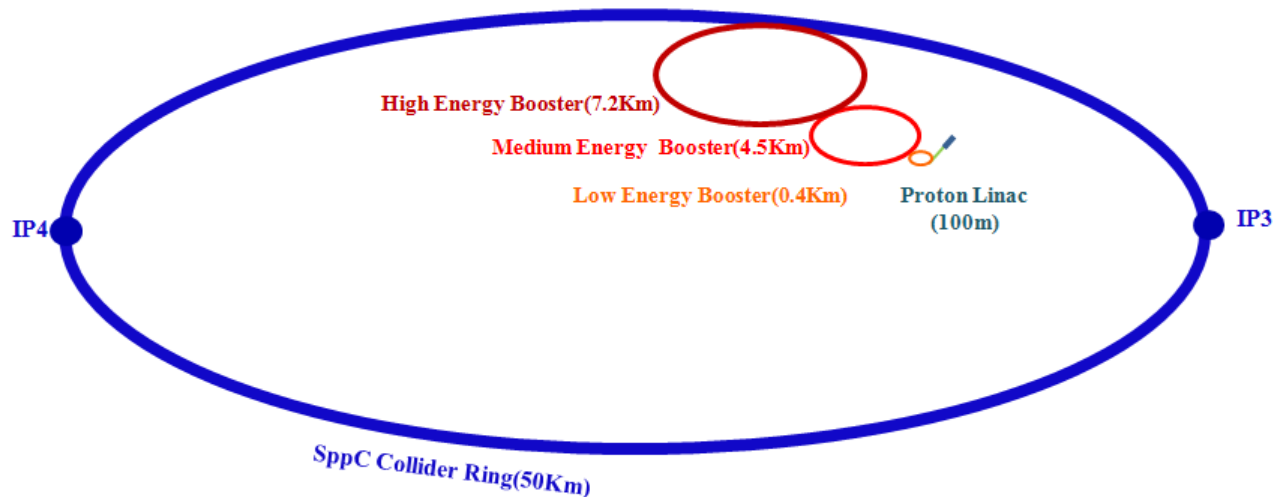 High Energy Booster(7.2Km)
Medium Energy Booster(4.5Km)
Low Energy Booster(0.4Km)
Proton Linac
(100m)
IP4
IP3
SppC Collider Ring(50Km)